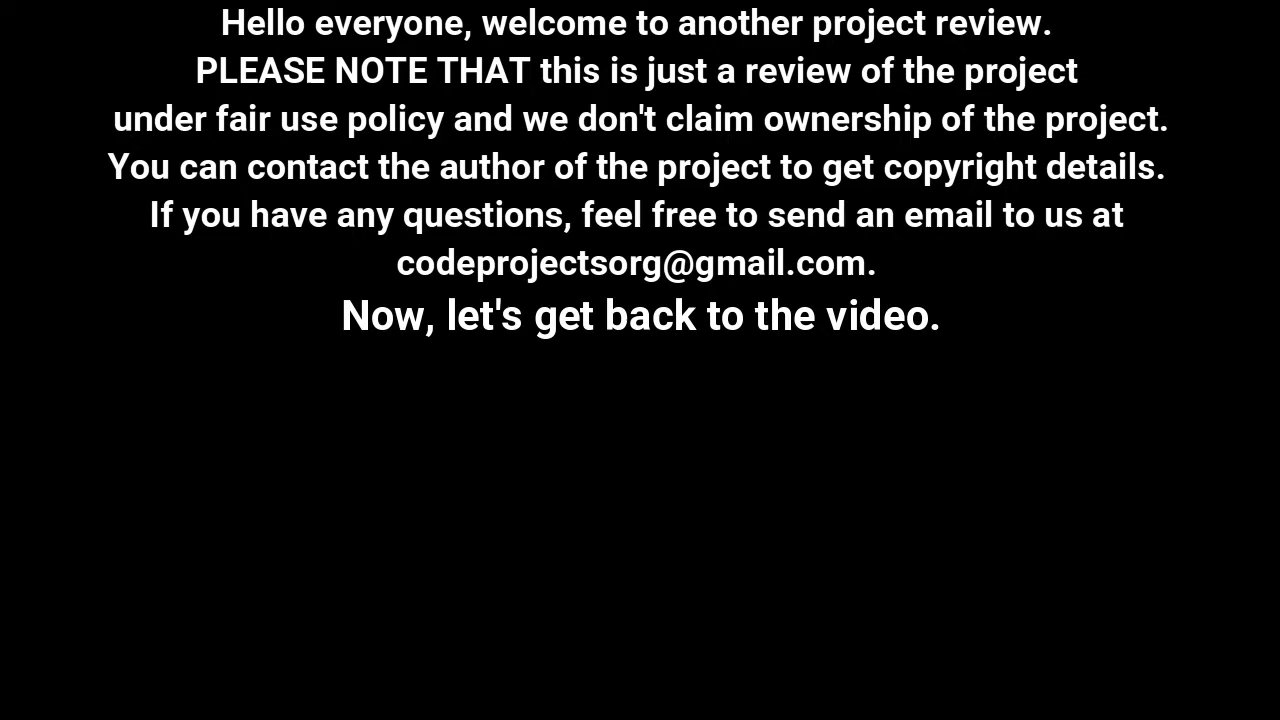 Hello everyone, welcome to another project review.
PLEASE NOTE THAT this is just a review of the project
under fair use policy and we don't claim ownership of the project.
You can contact the author of the project to get copyright details.
If you have any questions, feel free to send an email to us at
codeprojectsorg@gmail.com.
Now, let's get back to the video.